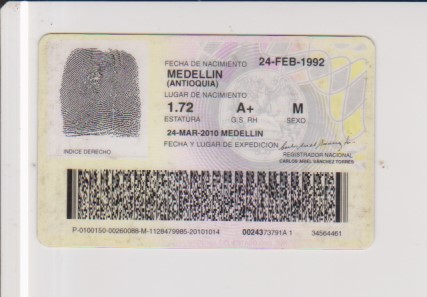 FECHA DE NACIMIENTO 24-FEB-1992
MEDELLIN
(ANTIOQUIA)
LUGAR DE NACIMIENTO
1.72 A+ M
ESTATURA G.S. RH SEXO
24-MAR-2010 MEDELLIN
FECHA Y LUGAR DE EXPEDICION
INDICE DERECHO
REGISTRADOR NACIONAL
CARLOS ARIEL SÁNCHEZ TORRES
P-0100150-00260088-M-1128479985-20101014 0024373791A 1 34564461